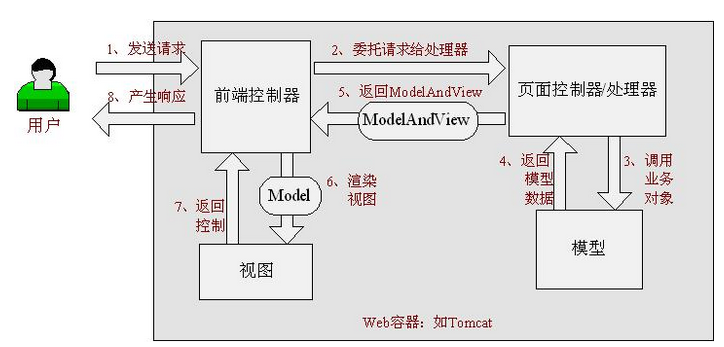 1、发送请求
2、委托请求给处理器
用户
前端控制器
页面控制器/处理器
8、产生响应
5、返回ModelAndView
ModelAndView
4、返回
模型
数据
3、调用
业务
对象
6、渲染
视图
Model
7、返回
控制
视图
模型
Web容器：如Tomcat